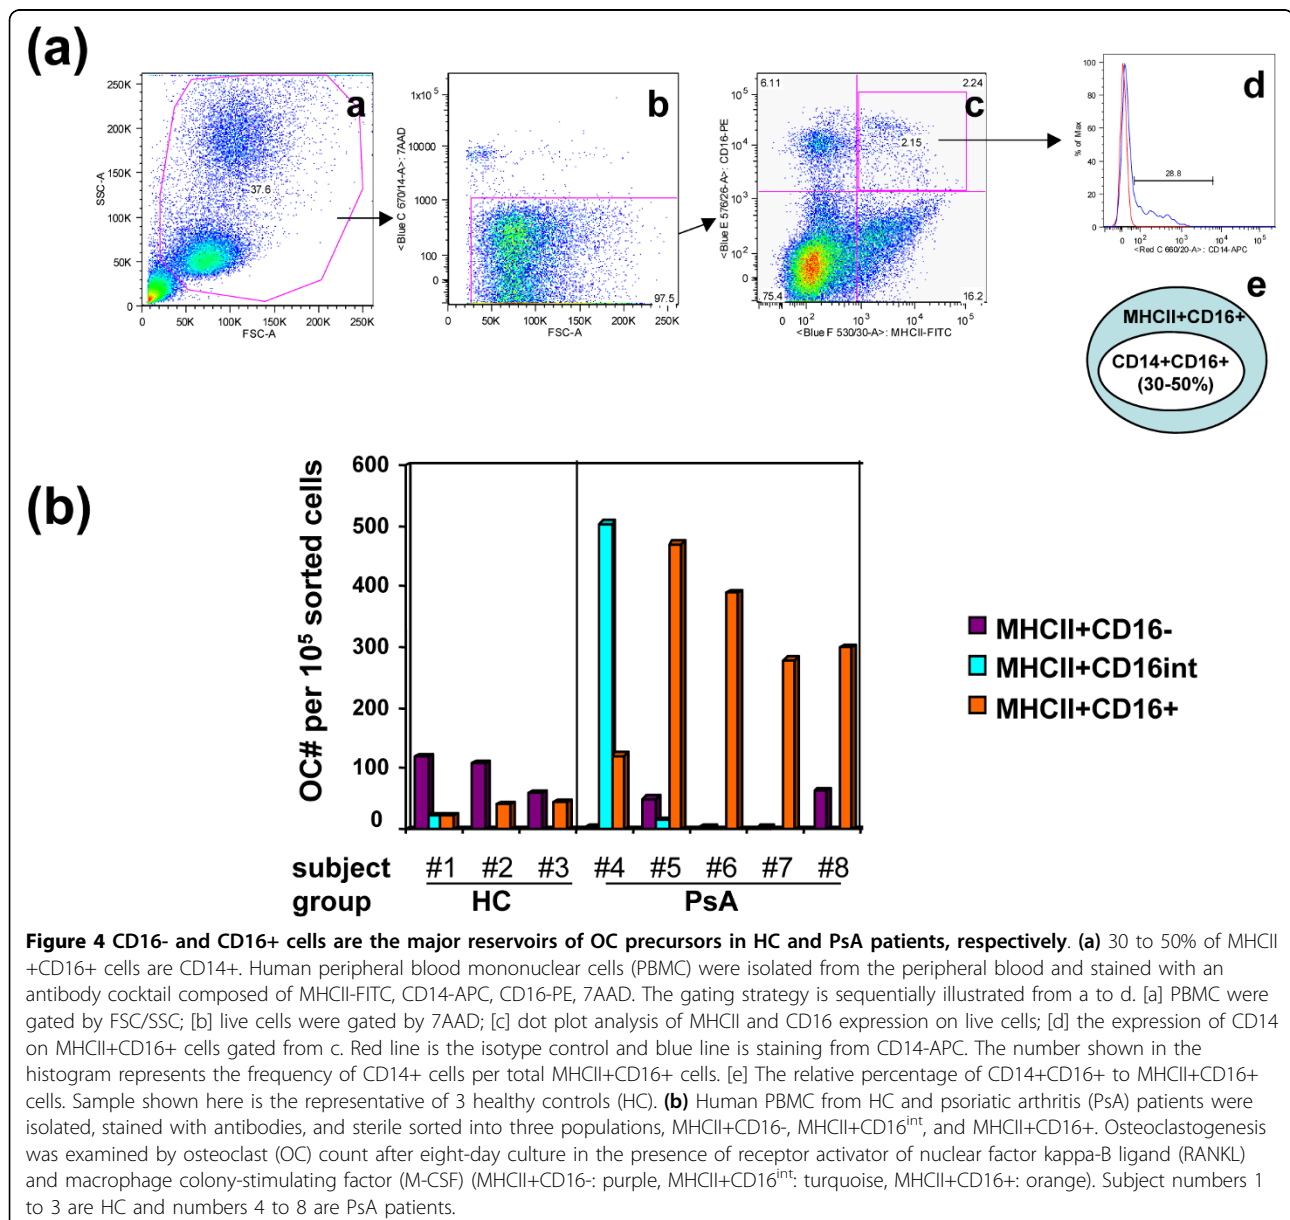 (a)
a
250K
200K
150K
100K
50K
0
SSC-A
37.6
0 50K 100K 150K 200K 250K
FSC-A
b
1x10⁵
10000
1000
100
0
<Blue C 670/14-A>: 7AAD
97.5
50K 100K 150K 200K 250K
FSC-A
c
6.11 2.24
10⁵
10⁴
10³
10²
0
<Blue E 576/26-A>: CD16-PE
2.15
75.4 16.2
0 10² 10³ 10⁴ 10⁵
<Blue F 530/30-A>: MHCII-FITC
d
100
80
60
40
20
0
% of Max
28.8
0 10² 10³ 10⁴ 10⁵
<Red C 660/20-A>: CD14-APC
e
MHCII+CD16+
CD14+CD16+
(30-50%)
(b)
OC# per 10⁵ sorted cells
600
500
400
300
200
100
0
MHCII+CD16-
MHCII+CD16int
MHCII+CD16+
subject #1 #2 #3 #4 #5 #6 #7 #8
group HC PsA
Figure 4 CD16- and CD16+ cells are the major reservoirs of OC precursors in HC and PsA patients, respectively. (a) 30 to 50% of MHCII
+CD16+ cells are CD14+. Human peripheral blood mononuclear cells (PBMC) were isolated from the peripheral blood and stained with an
antibody cocktail composed of MHCII-FITC, CD14-APC, CD16-PE, 7AAD. The gating strategy is sequentially illustrated from a to d. [a] PBMC were
gated by FSC/SSC; [b] live cells were gated by 7AAD; [c] dot plot analysis of MHCII and CD16 expression on live cells; [d] the expression of CD14
on MHCII+CD16+ cells gated from c. Red line is the isotype control and blue line is staining from CD14-APC. The number shown in the
histogram represents the frequency of CD14+ cells per total MHCII+CD16+ cells. [e] The relative percentage of CD14+CD16+ to MHCII+CD16+
cells. Sample shown here is the representative of 3 healthy controls (HC). (b) Human PBMC from HC and psoriatic arthritis (PsA) patients were
isolated, stained with antibodies, and sterile sorted into three populations, MHCII+CD16-, MHCII+CD16ⁱⁿᵗ, and MHCII+CD16+. Osteoclastogenesis
was examined by osteoclast (OC) count after eight-day culture in the presence of receptor activator of nuclear factor kappa-B ligand (RANKL)
and macrophage colony-stimulating factor (M-CSF) (MHCII+CD16-: purple, MHCII+CD16ⁱⁿᵗ: turquoise, MHCII+CD16+: orange). Subject numbers 1
to 3 are HC and numbers 4 to 8 are PsA patients.